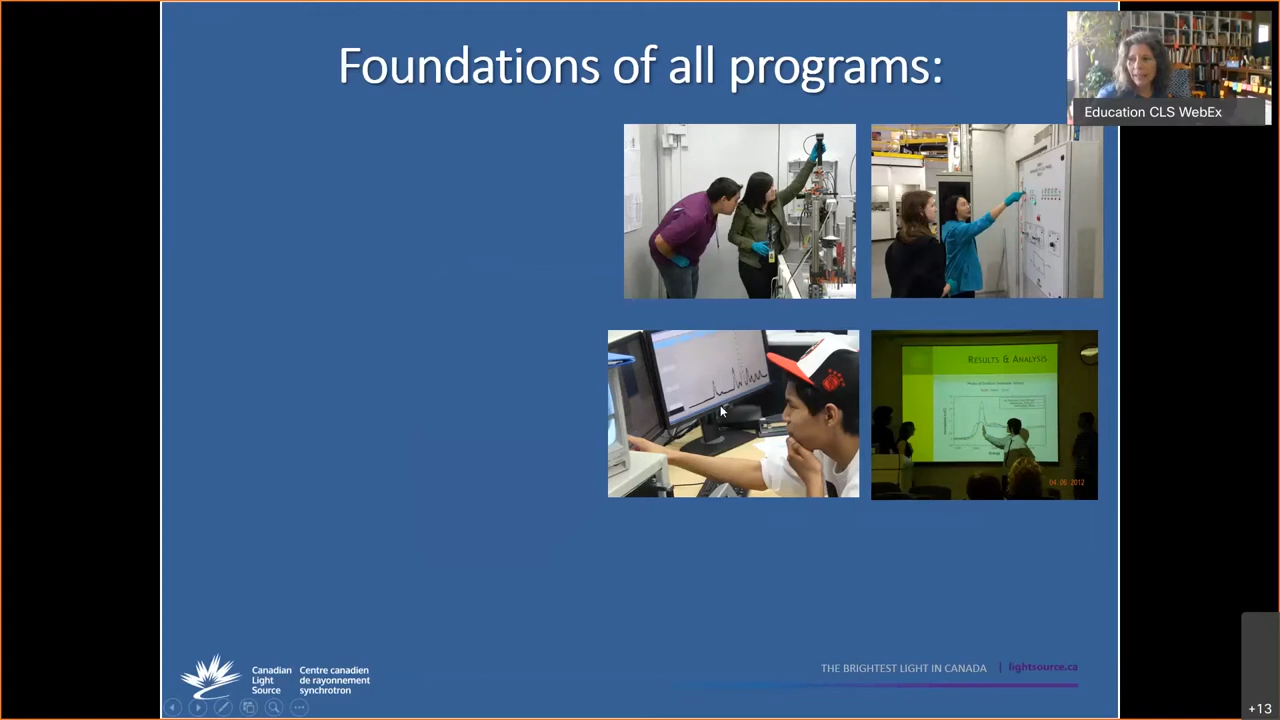 Foundations of all programs:
Education CLS WebEx
RESULTS & ANALYSIS
04.06.2012
Canadian Light Source
Centre canadien de rayonnement synchrotron
THE BRIGHTEST LIGHT IN CANADA | lightsource.ca
+13